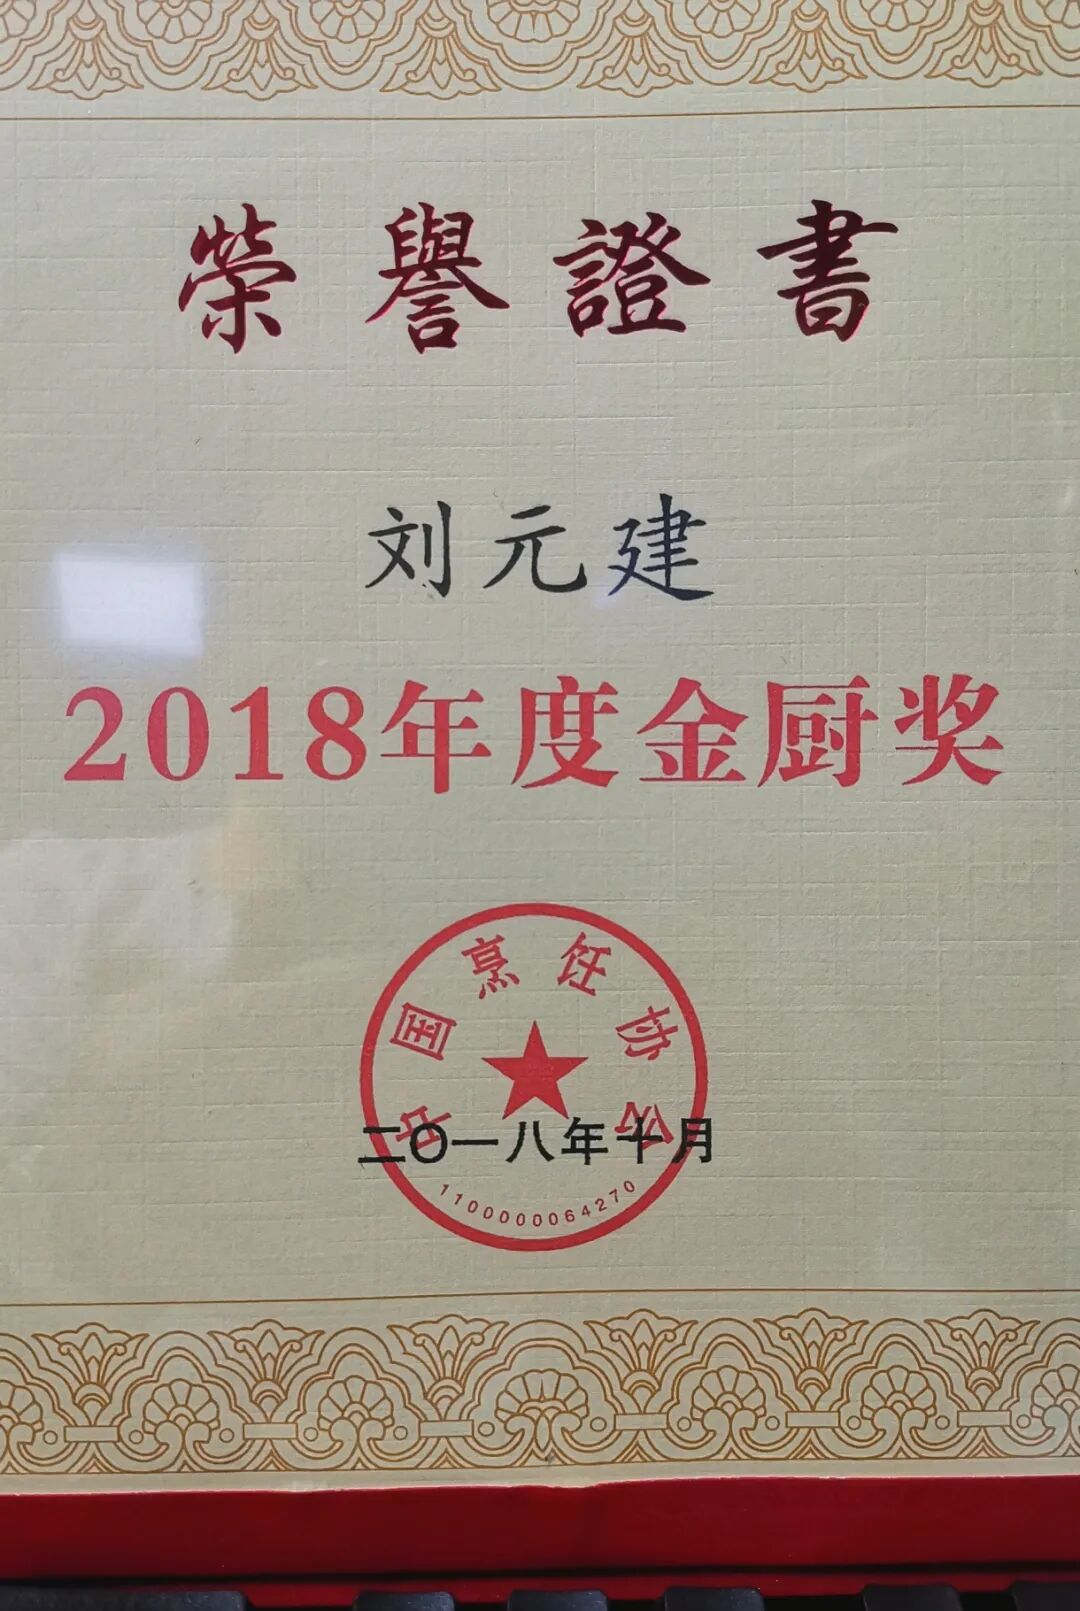 榮譽證書
刘元建
2018年度金厨奖
中国烹饪协会
二〇一八年十月
1100000064270